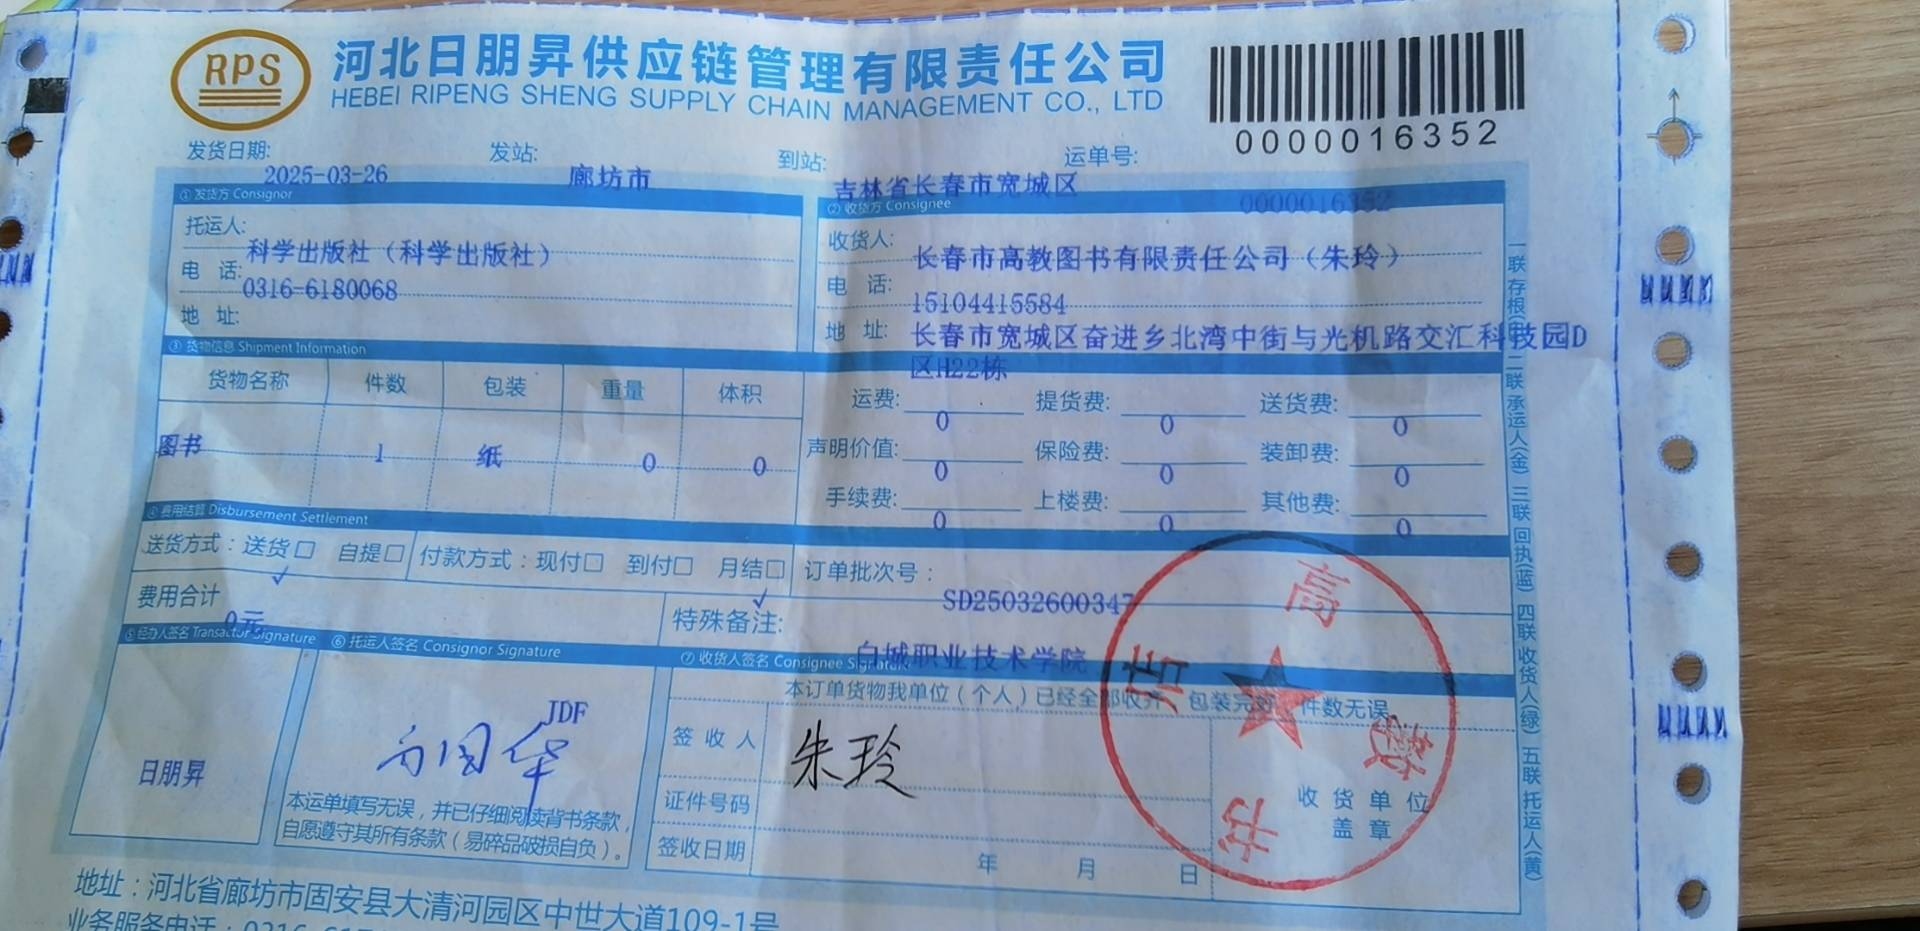 RPS
河北日朋昇供应链管理有限责任公司
HEBEI RIPENG SHENG SUPPLY CHAIN MANAGEMENT CO., LTD
0000016352
发货日期: 2025-03-26 发站: 廊坊市 到站: 吉林省长春市宽城区 运单号: 0000016352
①发货方 Consignor
托运人: 科学出版社（科学出版社）
电 话: 0316-6180068
地 址:
②收货方 Consignee
收货人: 长春市高教图书有限责任公司（朱玲）
电 话: 15104415584
地 址: 长春市宽城区奋进乡北湾中街与光机路交汇科技园D
区H22栋
③货物信息 Shipment Information
货物名称 件数 包装 重量 体积
图书 1 纸 0 0
运费: 0 提货费: 0 送货费: 0
声明价值: 0 保险费: 0 装卸费: 0
手续费: 0 上楼费: 0 其他费: 0
④费用结算 Disbursement Settlement
送货方式：送货□ ✓ 自提□ 付款方式：现付□ 到付□ 月结□ ✓ 订单批次号： SD25032600347
费用合计 0元 特殊备注: 白城职业技术学院
⑤经办人签名 Transactor Signature
日朋昇
⑥托运人签名 Consignor Signature
JDF
本运单填写无误，并已仔细阅读背书条款，
自愿遵守其所有条款（易碎品破损自负）。
⑦收货人签名 Consignee Signature
本订单货物我单位（个人）已经全部收齐 包装完好 件数无误
签 收 人 朱玲
证件号码
签收日期 年 月 日
收 货 单 位
盖 章
高
教
书
吉
一联 存根 二联 承运人(金) 三联 回执(蓝) 四联 收货人(绿) 五联 托运人(黄)
地址：河北省廊坊市固安县大清河园区中世大道109-1号
业务服务电话：0316-617